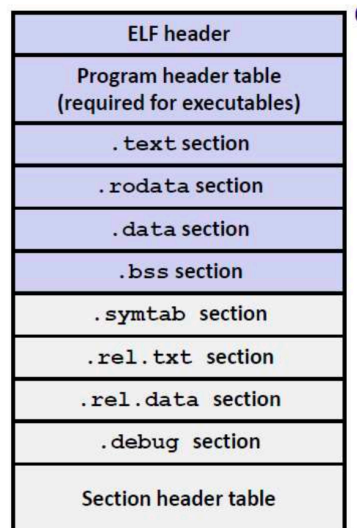 ELF header
Program header table
(required for executables)
.text section
.rodata section
.data section
.bss section
.symtab section
.rel.txt section
.rel.data section
.debug section
Section header table